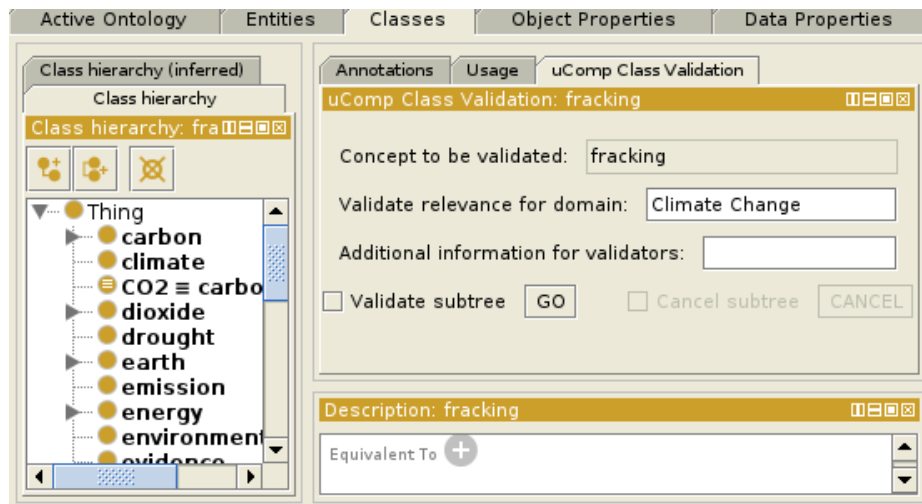 Active Ontology Entities Classes Object Properties Data Properties
Class hierarchy (inferred)
Class hierarchy
Class hierarchy: fra
Thing
carbon
climate
CO2 ≡ carbo
dioxide
drought
earth
emission
energy
environment
evidence
Annotations Usage uComp Class Validation
uComp Class Validation: fracking
Concept to be validated: fracking
Validate relevance for domain: Climate Change
Additional information for validators:
Validate subtree GO Cancel subtree CANCEL
Description: fracking
Equivalent To